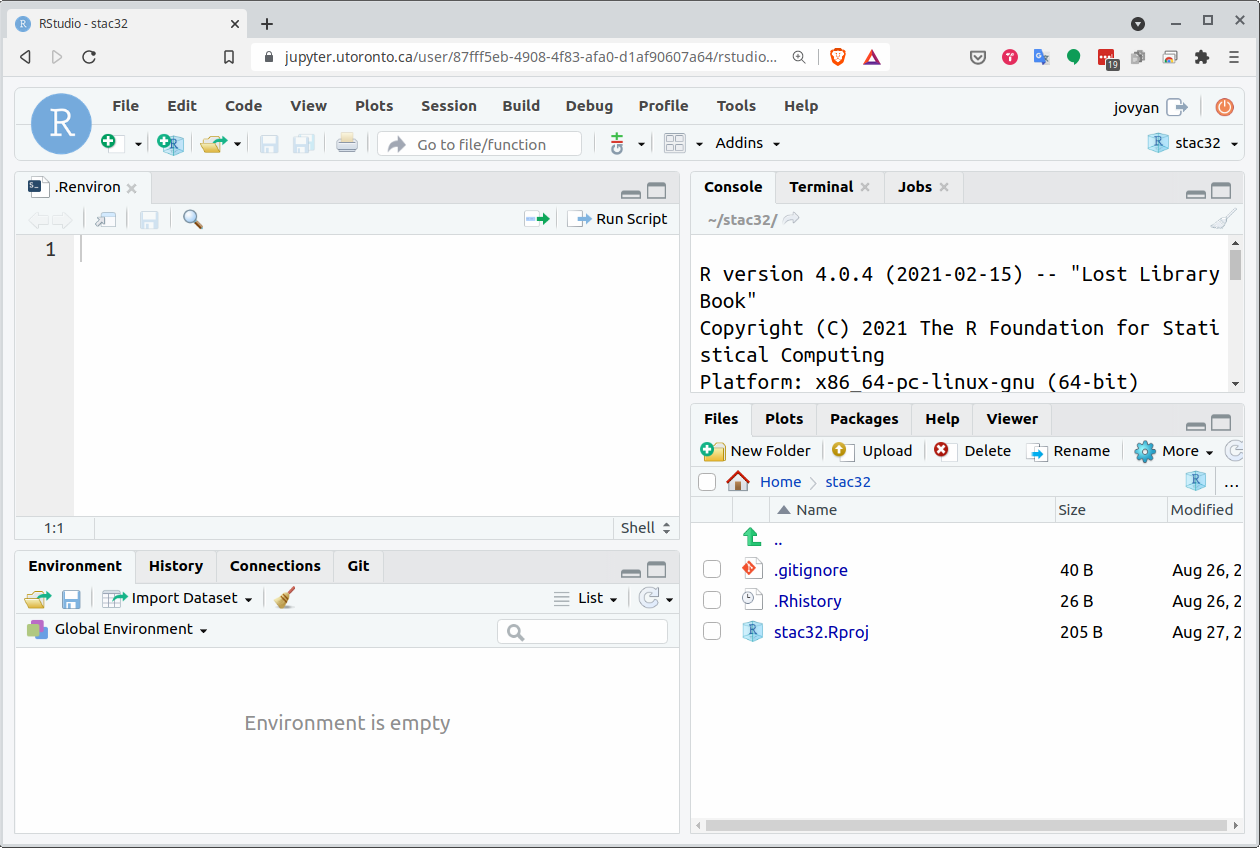 RStudio - stac32
jupyter.utoronto.ca/user/87fff5eb-4908-4f83-afa0-d1af90607a64/rstudio...
19
R
File Edit Code View Plots Session Build Debug Profile Tools Help
jovyan
Go to file/function
Addins
stac32
.Renviron
Run Script
1
1:1
Shell
Environment History Connections Git
Import Dataset
List
Global Environment
Environment is empty
Console Terminal Jobs
~/stac32/
R version 4.0.4 (2021-02-15) -- "Lost Library
Book"
Copyright (C) 2021 The R Foundation for Stati
stical Computing
Platform: x86_64-pc-linux-gnu (64-bit)
Files Plots Packages Help Viewer
New Folder Upload Delete Rename More
Home stac32 ...
Name Size Modified
..
.gitignore 40 B Aug 26, 2
.Rhistory 26 B Aug 26, 2
stac32.Rproj 205 B Aug 27, 2